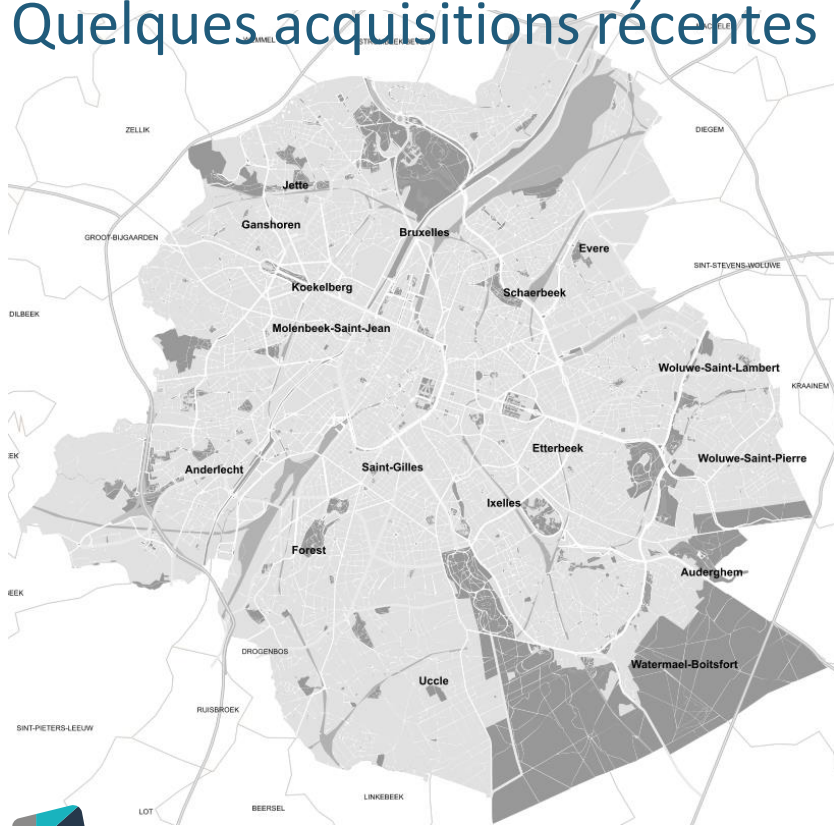 Quelques acquisitions récentes
ZELLIK
DIEGEM
Jette
Ganshoren
Bruxelles
GROOT-BIJGAARDEN
Evere
SINT-STEVENS-WOLUWE
Koekelberg
Schaerbeek
DILBEEK
Molenbeek-Saint-Jean
Woluwe-Saint-Lambert
KRAAINEM
Etterbeek
Woluwe-Saint-Pierre
Anderlecht
Saint-Gilles
Ixelles
Forest
Auderghem
DROGENBOS
Watermael-Boitsfort
Uccle
RUISBROEK
SINT-PIETERS-LEEUW
LINKEBEEK
BEERSEL
LOT